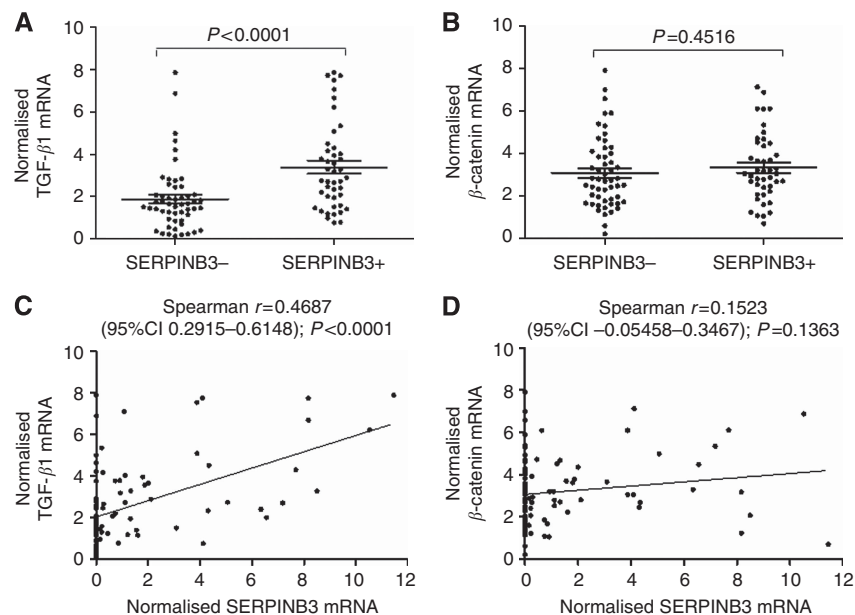 A
P<0.0001
Normalised
TGF-β1 mRNA
10
8
6
4
2
0
SERPINB3–
SERPINB3+
B
P=0.4516
Normalised
β-catenin mRNA
10
8
6
4
2
0
SERPINB3–
SERPINB3+
C
Spearman r=0.4687
(95%CI 0.2915–0.6148); P<0.0001
Normalised
TGF-β1 mRNA
10
8
6
4
2
0
0 2 4 6 8 10 12
Normalised SERPINB3 mRNA
D
Spearman r=0.1523
(95%CI –0.05458–0.3467); P=0.1363
Normalised
β-catenin mRNA
10
8
6
4
2
0
0 2 4 6 8 10 12
Normalised SERPINB3 mRNA